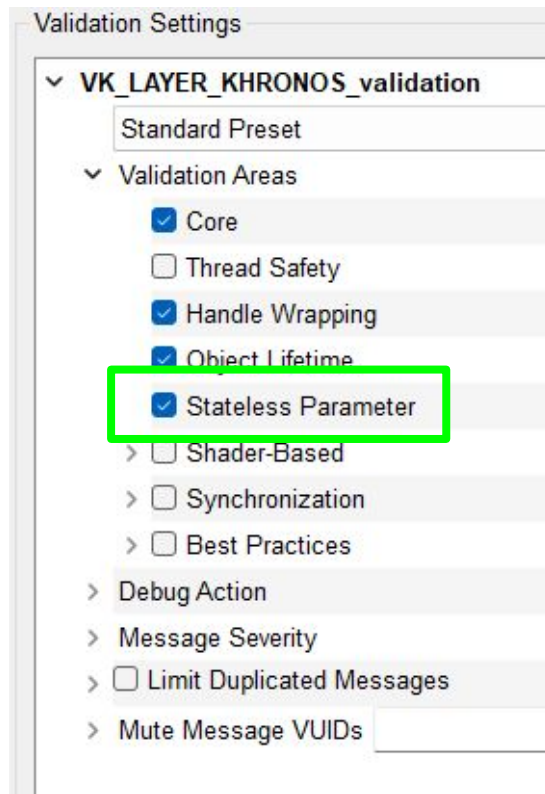 Validation Settings
VK_LAYER_KHRONOS_validation
Standard Preset
Validation Areas
Core
Thread Safety
Handle Wrapping
Object Lifetime
Stateless Parameter
Shader-Based
Synchronization
Best Practices
Debug Action
Message Severity
Limit Duplicated Messages
Mute Message VUIDs